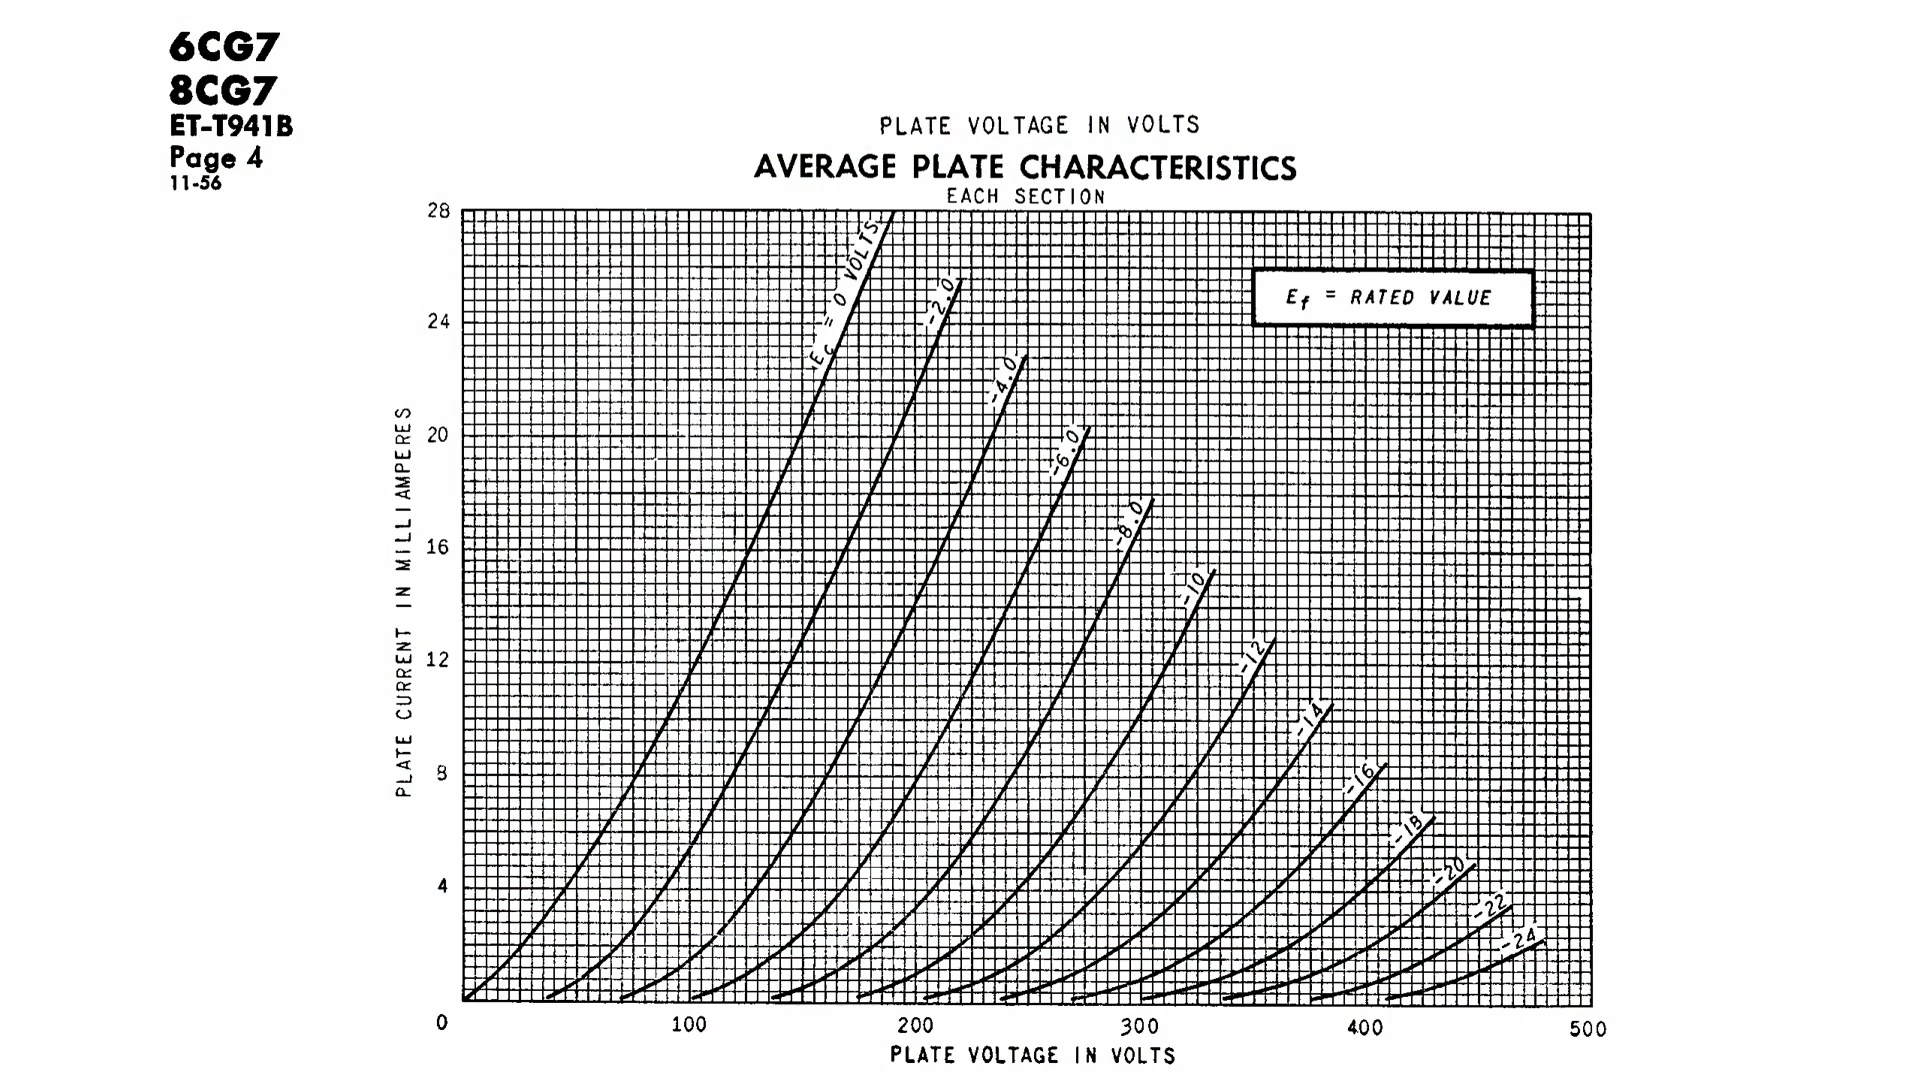 6CG7
8CG7
ET-T941B
Page 4
11-56
PLATE VOLTAGE IN VOLTS
AVERAGE PLATE CHARACTERISTICS
EACH SECTION
28
24
20
16
12
8
4
0
PLATE CURRENT IN MILLIAMPERES
Ec = 0 VOLTS
-2.0
-4.0
-6.0
-8.0
-10
-12
-14
-16
-18
-20
-22
-24
Ef = RATED VALUE
100
200
300
400
500
PLATE VOLTAGE IN VOLTS